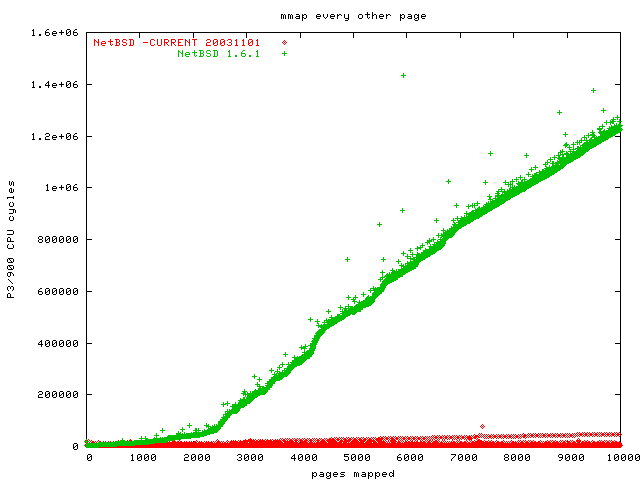 mmap every other page
1.6e+06
NetBSD -CURRENT 20031101
NetBSD 1.6.1
1.4e+06
1.2e+06
1e+06
800000
P3/900 CPU cycles
600000
400000
200000
0
0 1000 2000 3000 4000 5000 6000 7000 8000 9000 10000
pages mapped